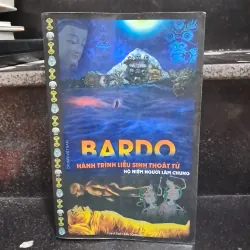 BARDO
HÀNH TRÌNH LIỄU SINH THOÁT TỬ
HỘ NIỆM NGƯỜI LÂM CHUNG